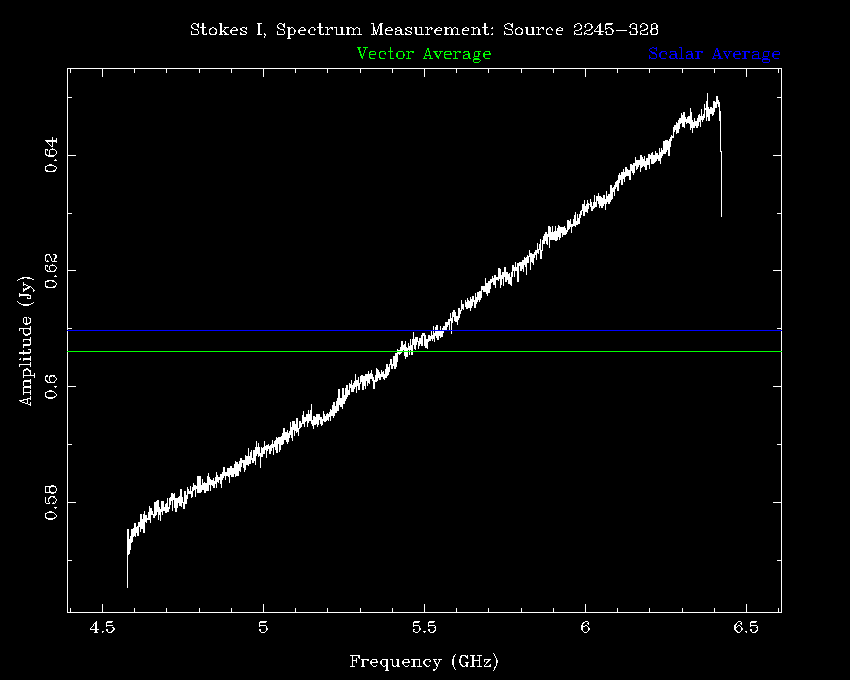 Stokes I, Spectrum Measurement: Source 2245−328
Vector Average
Scalar Average
0.64
0.62
0.6
0.58
Amplitude (Jy)
4.5 5 5.5 6 6.5
Frequency (GHz)